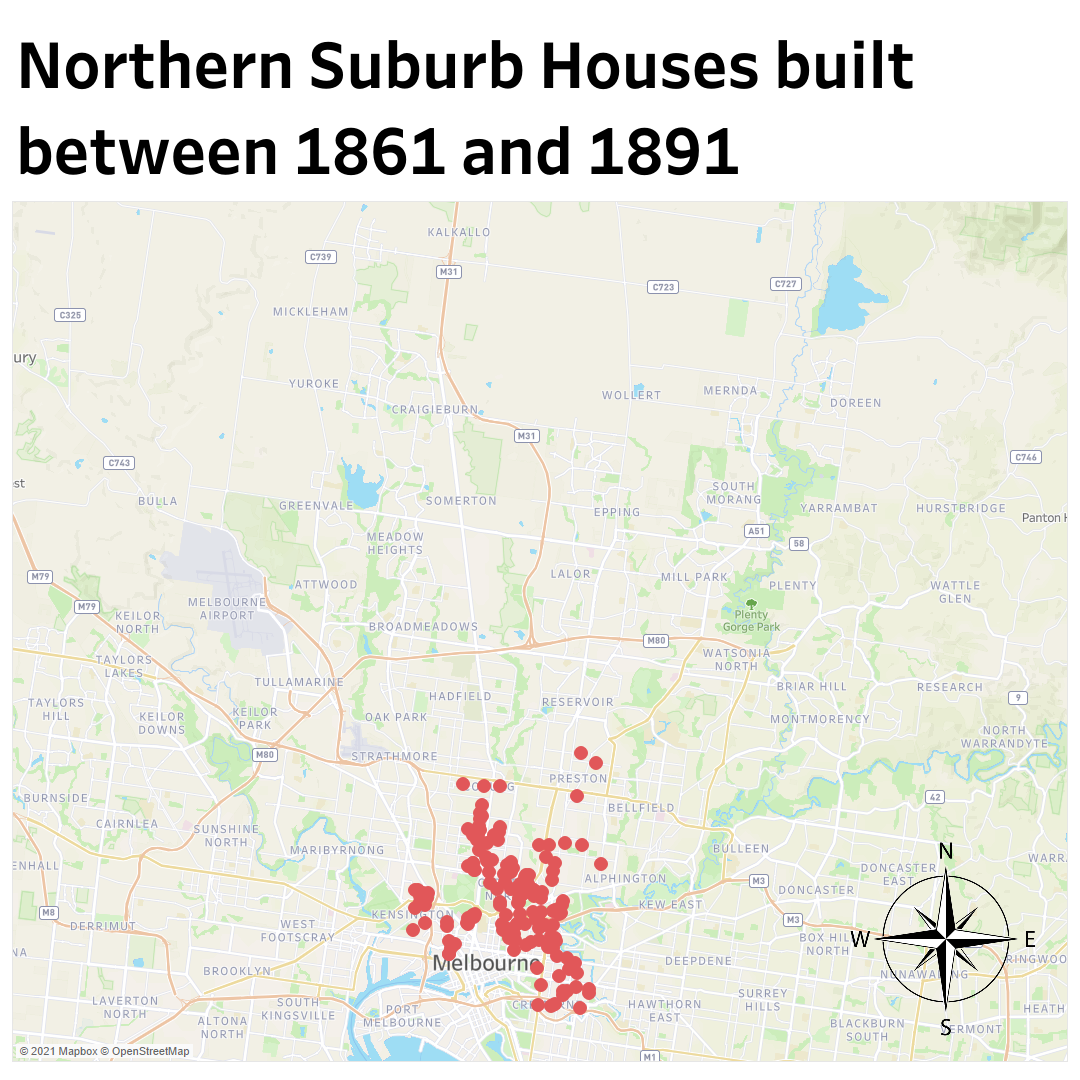 Northern Suburb Houses built
between 1861 and 1891
KALKALLO
C739
M31
C723
C727
C325
MICKLEHAM
ury
YUROKE
WOLLERT
MERNDA
DOREEN
CRAIGIEBURN
M31
C743
C746
st
BULLA
GREENVALE
SOMERTON
SOUTH
MORANG
EPPING
YARRAMBAT
HURSTBRIDGE
Panton H
A51
58
MEADOW
HEIGHTS
M79
ATTWOOD
LALOR
MILL PARK
PLENTY
WATTLE
GLEN
M79
MELBOURNE
AIRPORT
KEILOR
NORTH
Plenty
Gorge Park
BROADMEADOWS
M80
TAYLORS
LAKES
WATSONIA
NORTH
TULLAMARINE
BRIAR HILL
RESEARCH
HADFIELD
RESERVOIR
9
TAYLORS
HILL
KEILOR
DOWNS
KEILOR
PARK
OAK PARK
MONTMORENCY
NORTH
WARRANDYTE
M80
STRATHMORE
PRESTON
BURNSIDE
42
BELLFIELD
CAIRNLEA
SUNSHINE
NORTH
MARIBYRNONG
BULLEEN
N
ENHALL
WARR
DONCASTER
EAST
ALPHINGTON
M3
DONCASTER
KEW EAST
M8
KENSINGTON
M3
DERRIMUT
WEST
FOOTSCRAY
W
E
BOX HILL
NORTH
NA
Melbourne
DEEPDENE
RINGWOO
BROOKLYN
NUNAWADING
LAVERTON
NORTH
SOUTH
KINGSVILLE
PORT
MELBOURNE
HAWTHORN
EAST
SURREY
HILLS
HEATH
ALTONA
NORTH
BLACKBURN
SOUTH
S
ERMONT
© 2021 Mapbox © OpenStreetMap
M1